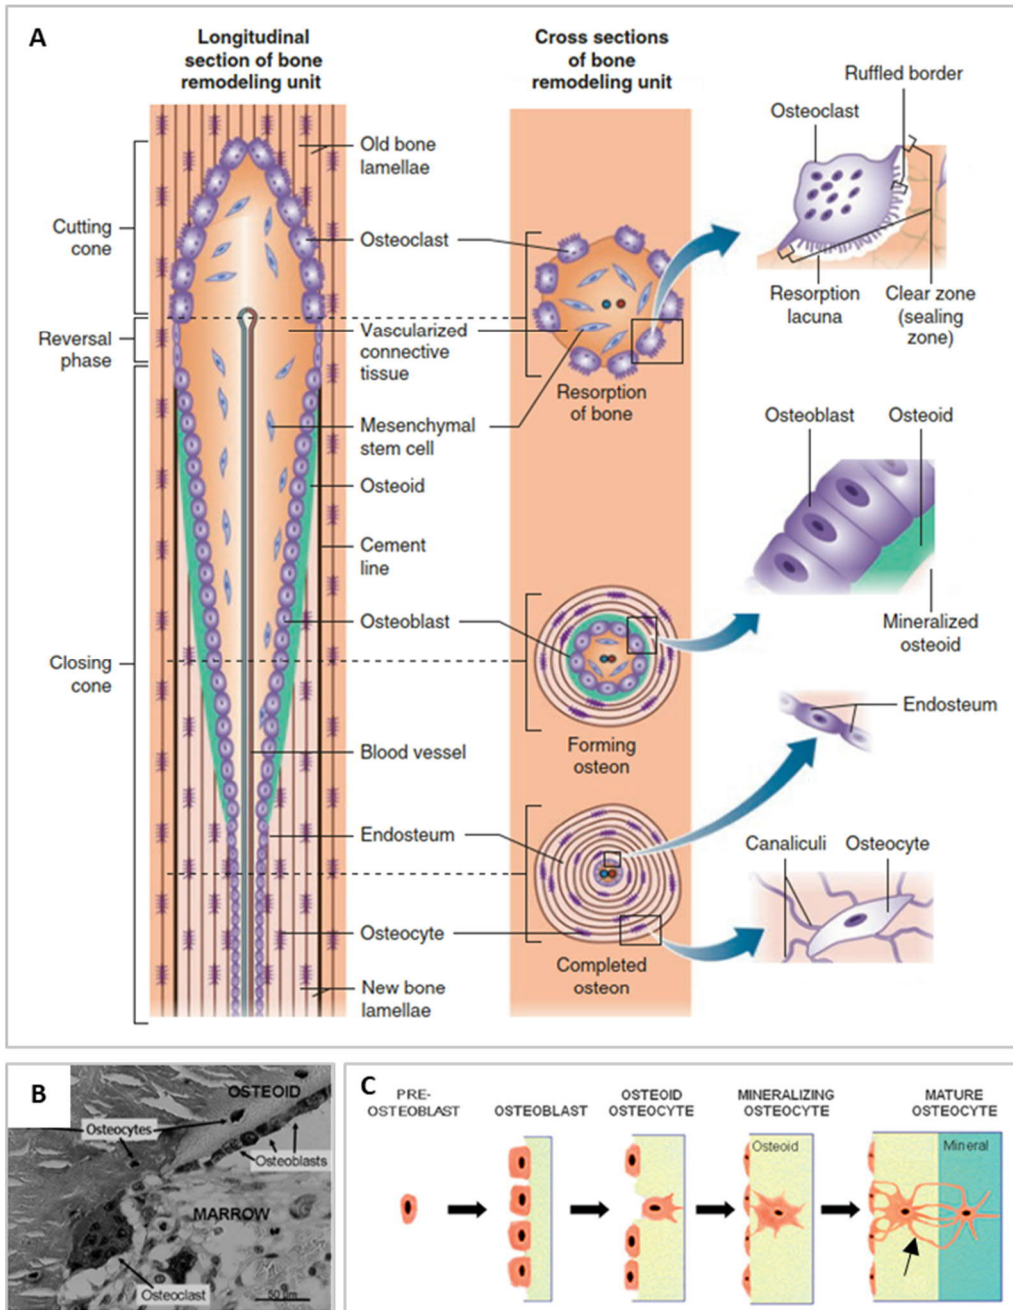 A
Longitudinal
section of bone
remodeling unit
Cross sections
of bone
remodeling unit
Ruffled border
Osteoclast
Old bone
lamellae
Cutting
cone
Osteoclast
Resorption
lacuna
Clear zone
(sealing
zone)
Reversal
phase
Vascularized
connective
tissue
Resorption
of bone
Mesenchymal
stem cell
Osteoblast
Osteoid
Osteoid
Cement
line
Osteoblast
Mineralized
osteoid
Closing
cone
Endosteum
Blood vessel
Forming
osteon
Endosteum
Canaliculi
Osteocyte
Osteocyte
Completed
osteon
New bone
lamellae
B
OSTEOID
Osteocytes
Osteoblasts
MARROW
Osteoclast
50 µm
C
PRE-
OSTEOBLAST
OSTEOBLAST
OSTEOID
OSTEOCYTE
MINERALIZING
OSTEOCYTE
MATURE
OSTEOCYTE
Osteoid
Mineral